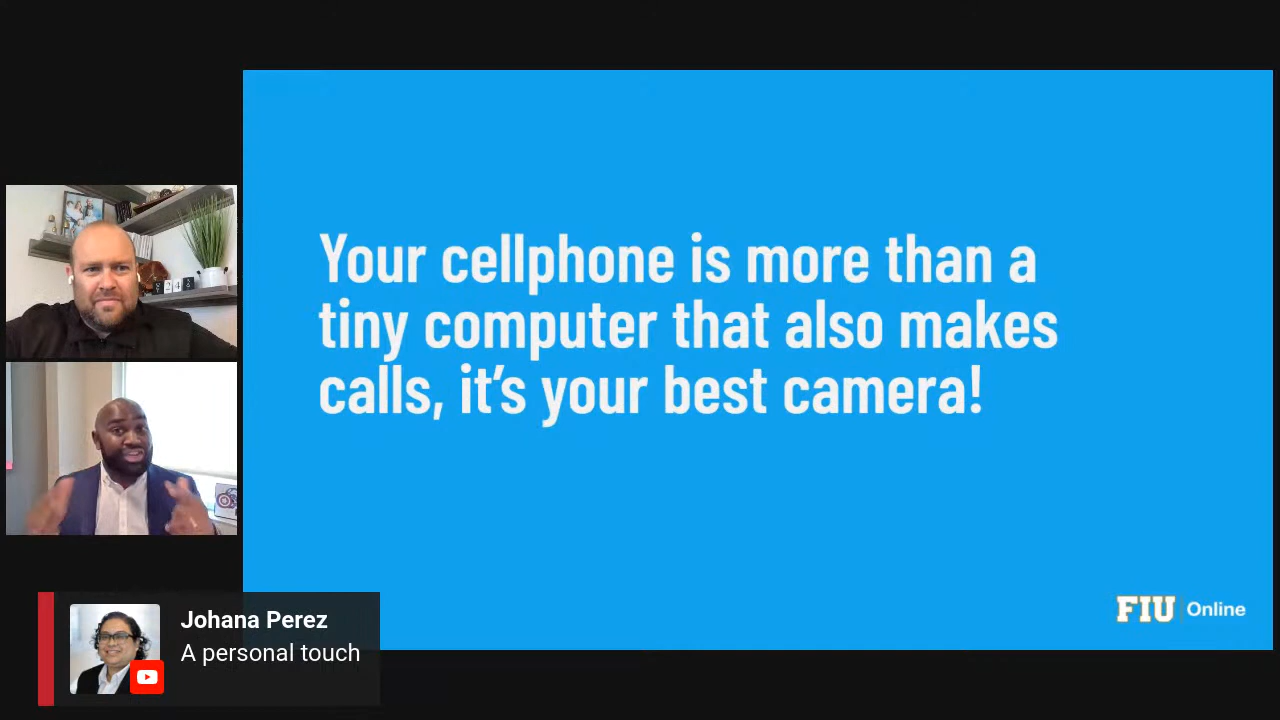 Your cellphone is more than a
tiny computer that also makes
calls, it's your best camera!
FIU Online
Johana Perez
A personal touch